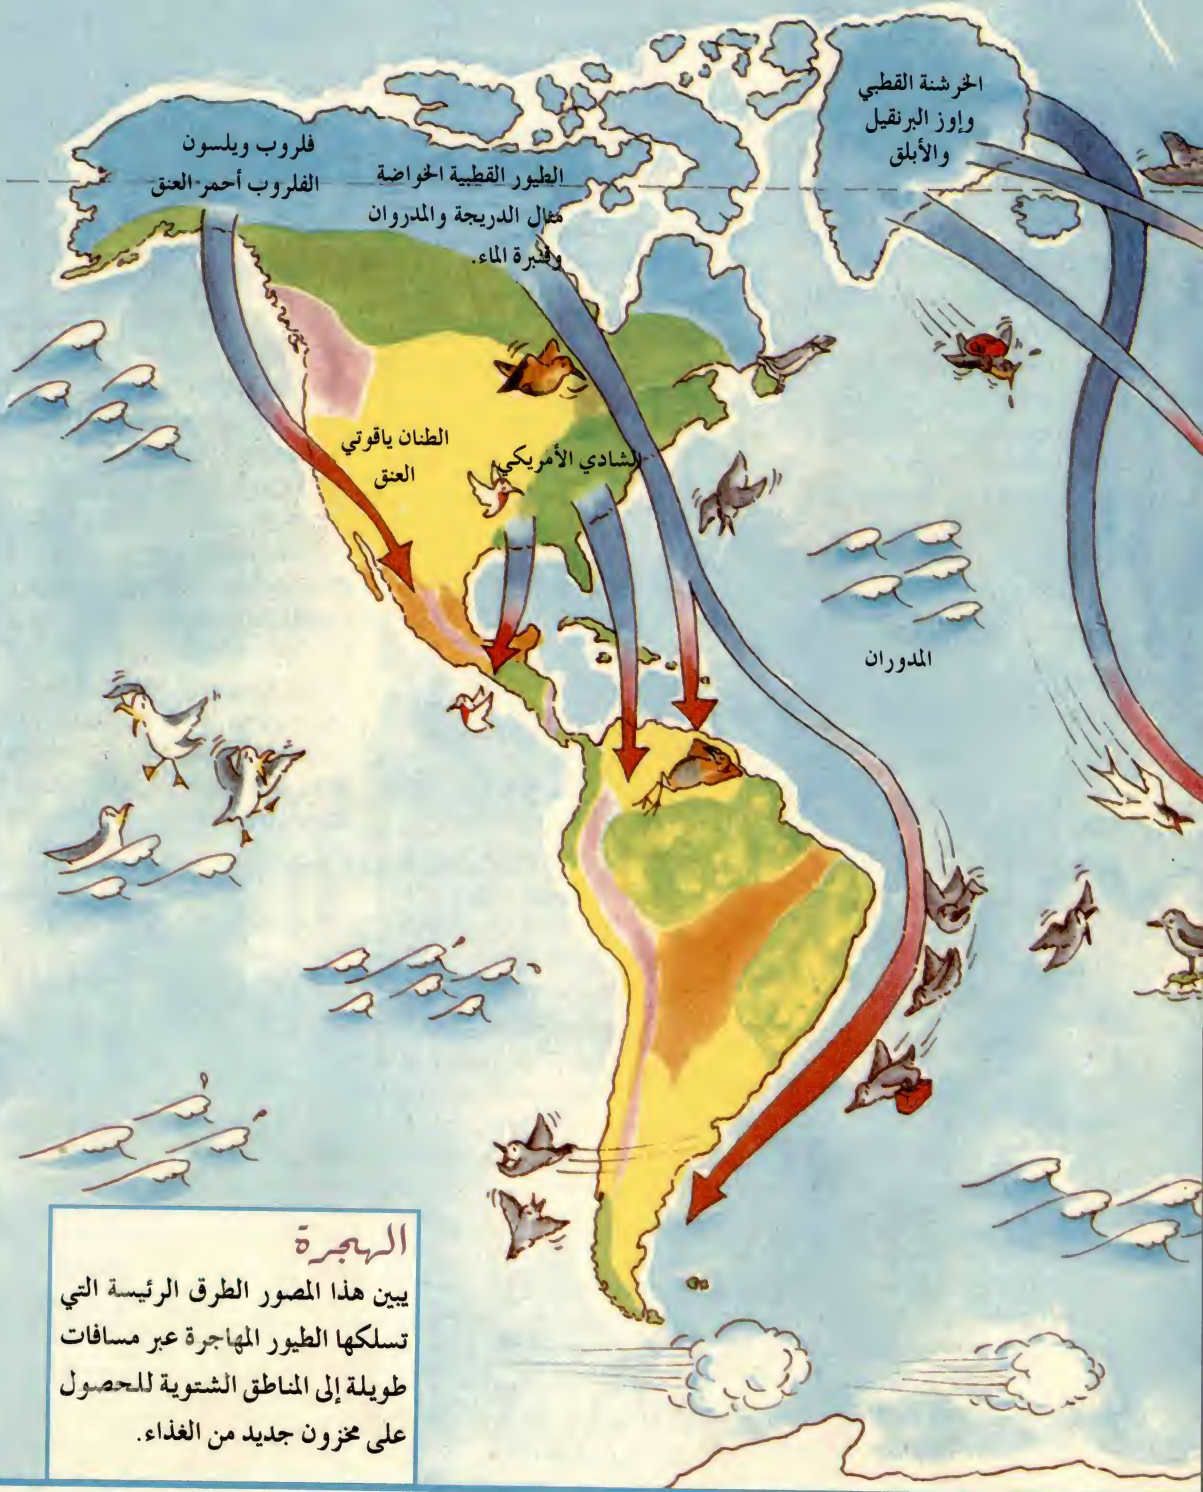 الخرشنة القطبي
وإوز البرنقيل
والأبلق
فلروب ويلسون
الفلروب أحمر العنق
الطيور القطبية الخواضة
مثال الدريجة والمدروان
وقنبرة الماء.
الطنان ياقوتي
العنق
الشادي الأمريكي
المدوران
الهجرة
يبين هذا المصور الطرق الرئيسة التي
تسلكها الطيور المهاجرة عبر مسافات
طويلة إلى المناطق الشتوية للحصول
على مخزون جديد من الغذاء.